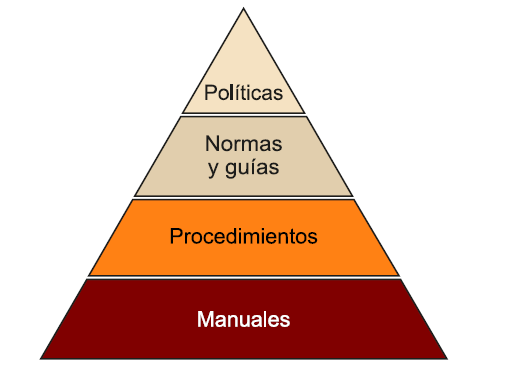 Políticas
Normas
y guías
Procedimientos
Manuales